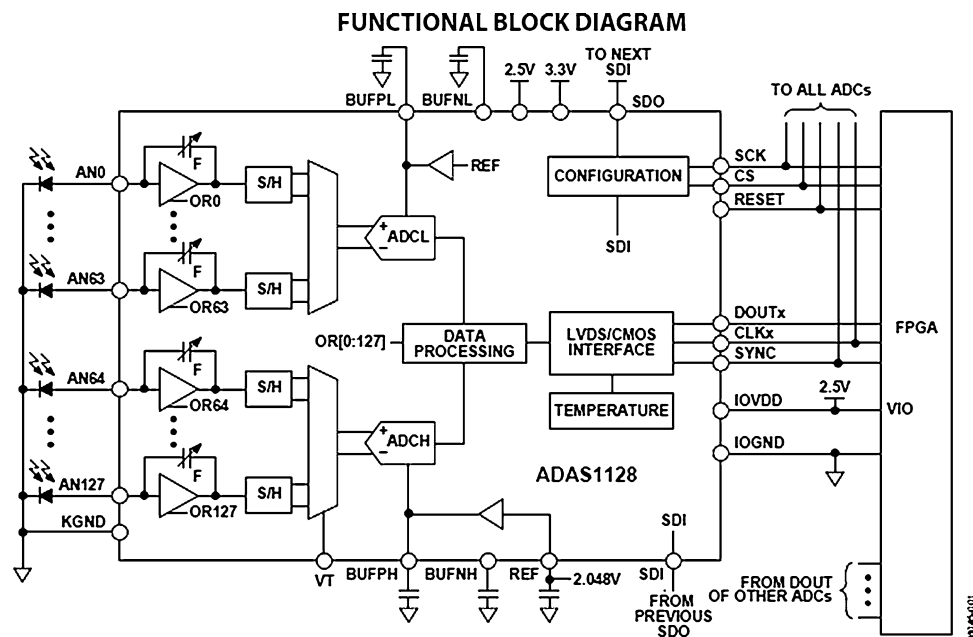 FUNCTIONAL BLOCK DIAGRAM
TO NEXT
SDI
2.5V
3.3V
TO ALL ADCs
BUFPL
BUFNL
SDO
AN0
F
OR0
S/H
REF
CONFIGURATION
SCK
CS
RESET
SDI
+
ADCL
–
AN63
F
OR63
S/H
OR[0:127]
DATA
PROCESSING
LVDS/CMOS
INTERFACE
DOUTx
CLKx
SYNC
FPGA
AN64
F
OR64
S/H
TEMPERATURE
2.5V
IOVDD
VIO
+
ADCH
–
IOGND
ADAS1128
AN127
F
OR127
S/H
KGND
SDI
VT
BUFPH
BUFNH
REF
2.048V
SDI
FROM
PREVIOUS
SDO
FROM DOUT
OF OTHER ADCs